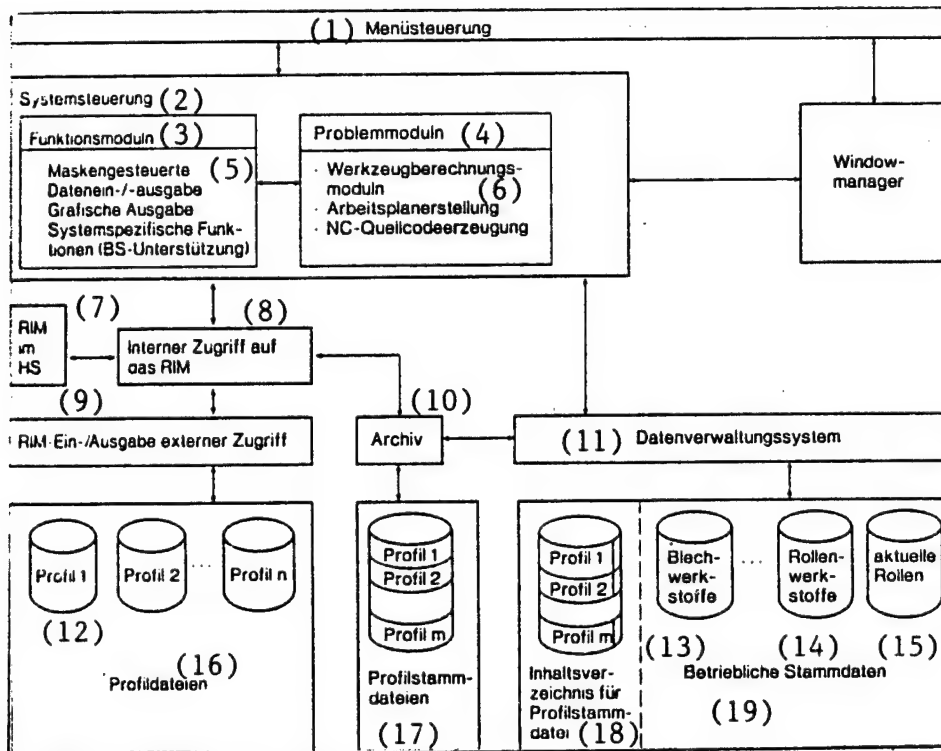 (1) Menüsteuerung
Systemsteuerung (2)
Funktionsmoduln (3)
Maskengesteuerte (5)
Datenein-/-ausgabe
Grafische Ausgabe
Systemspezifische Funk-
tionen (BS-Unterstützung)
Problemmoduln (4)
· Werkzeugberechnungs-
moduln (6)
· Arbeitsplanerstellung
· NC-Quellcodeerzeugung
Window-
manager
(7)
RIM
im
HS
(8)
Interner Zugriff auf
das RIM
(9)
RIM-Ein-/Ausgabe externer Zugriff
(10)
Archiv
(11) Datenverwaltungssystem
Profil 1
Profil 2
...
Profil n
(12)
(16)
Profildateien
Profil 1
Profil 2
Profil m
Profilstamm-
dateien
(17)
Profil 1
Profil 2
Profil m
Inhaltsver-
zeichnis für
Profilstamm-
datei (18)
Blech-
werk-
stoffe
...
Rollen-
werk-
stoffe
aktuelle
Rollen
(13)
(14)
(15)
Betriebliche Stammdaten
(19)